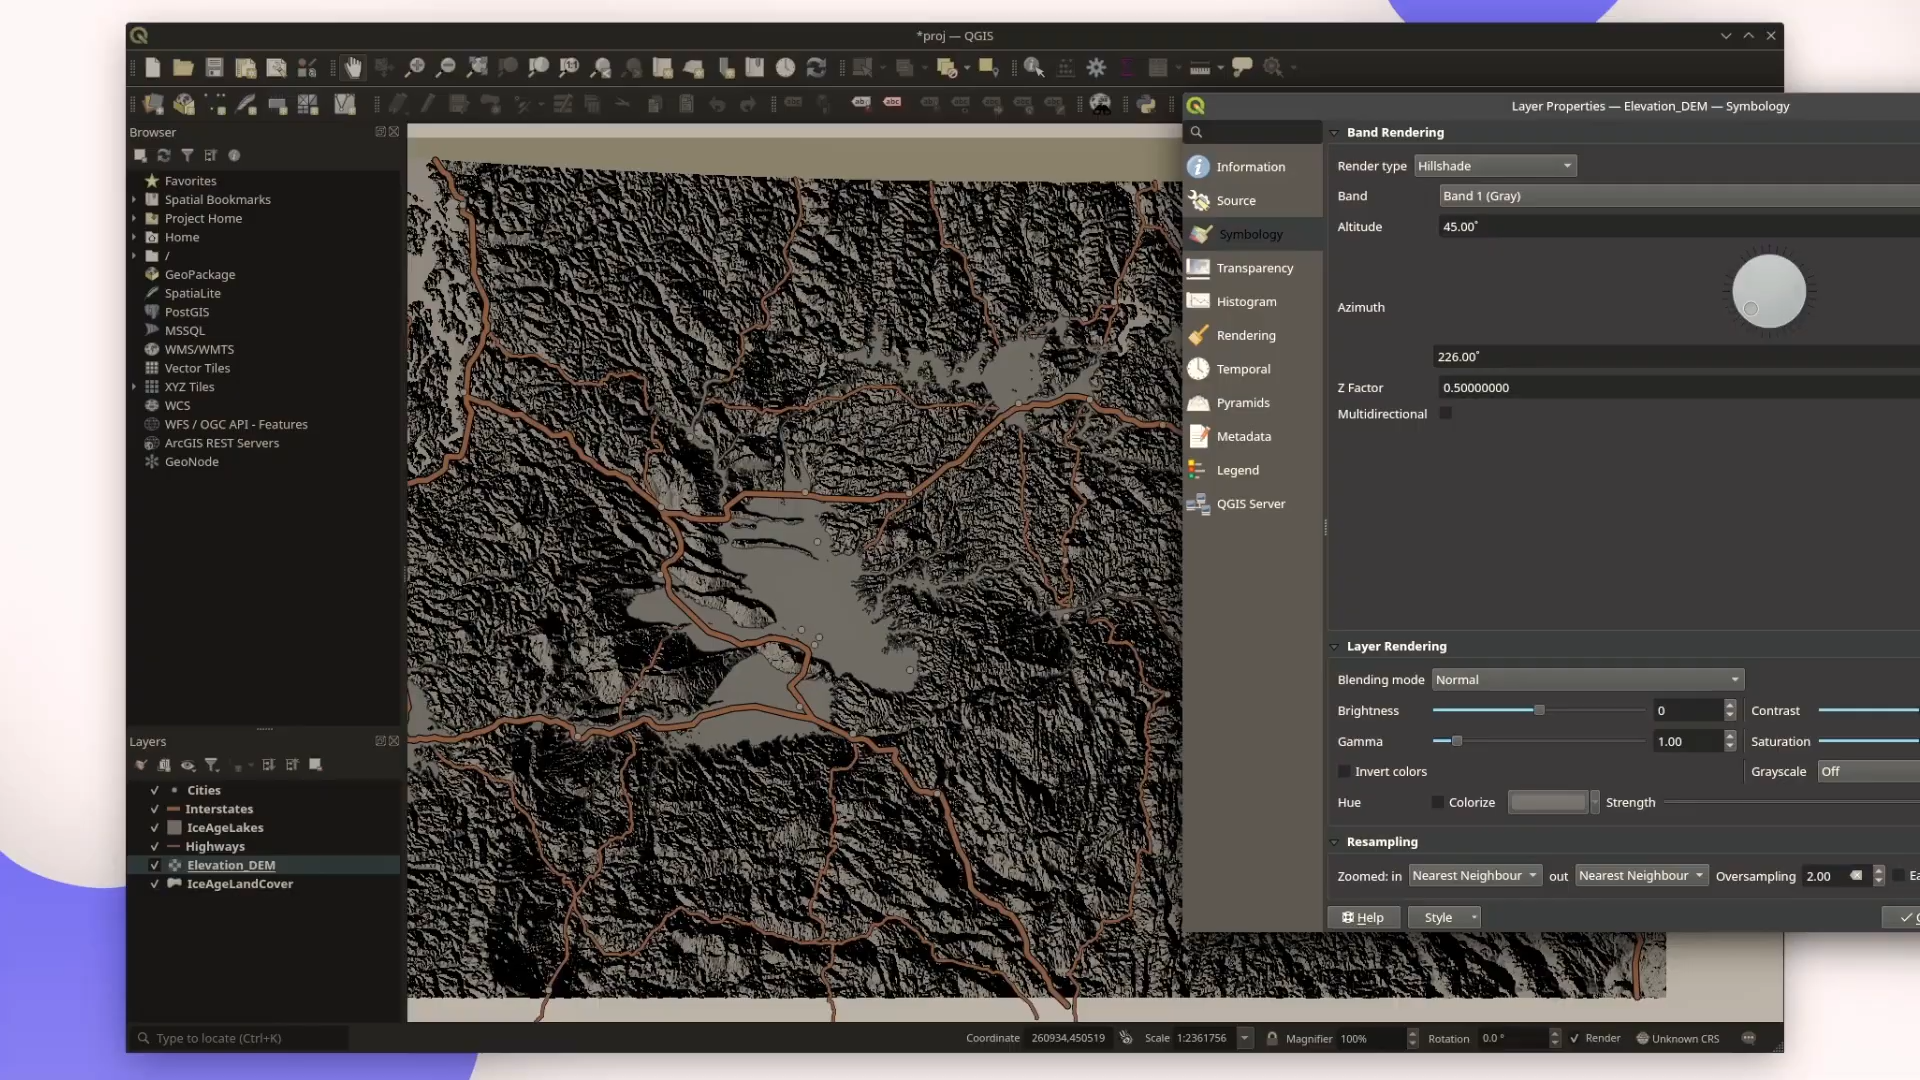 *proj — QGIS
Layer Properties — Elevation_DEM — Symbology
Browser
Favorites
Spatial Bookmarks
Project Home
Home
/
GeoPackage
SpatiaLite
PostGIS
MSSQL
WMS/WMTS
Vector Tiles
XYZ Tiles
WCS
WFS / OGC API - Features
ArcGIS REST Servers
GeoNode
Layers
Cities
Interstates
IceAgeLakes
Highways
Elevation_DEM
IceAgeLandCover
Information
Source
Symbology
Transparency
Histogram
Rendering
Temporal
Pyramids
Metadata
Legend
QGIS Server
Band Rendering
Render type Hillshade
Band Band 1 (Gray)
Altitude 45.00°
Azimuth
226.00°
Z Factor 0.50000000
Multidirectional
Layer Rendering
Blending mode Normal
Brightness 0 Contrast
Gamma 1.00 Saturation
Invert colors Grayscale Off
Hue Colorize Strength
Resampling
Zoomed: in Nearest Neighbour out Nearest Neighbour Oversampling 2.00
Help Style
Type to locate (Ctrl+K) Coordinate 260934,450519 Scale 1:2361756 Magnifier 100% Rotation 0.0 ° Render Unknown CRS